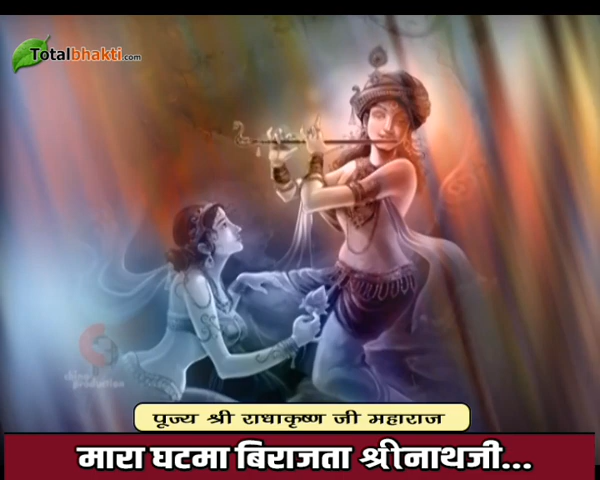 Totalbhakti.com
पूज्य श्री राधाकृष्ण जी महाराज
मारा घटमा बिराजता श्रीनाथजी...